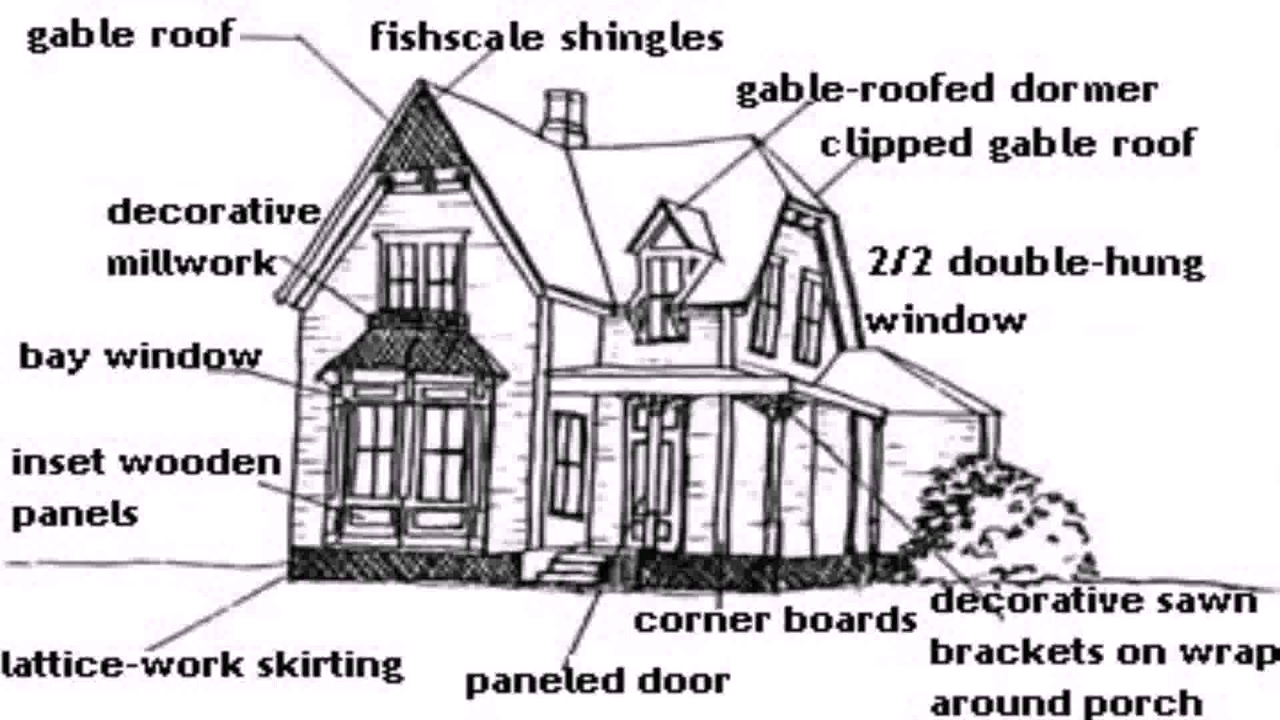 gable roof
fishscale shingles
gable-roofed dormer
clipped gable roof
decorative
millwork
2/2 double-hung
window
bay window
inset wooden
panels
decorative sawn
brackets on wrap
around porch
corner boards
lattice-work skirting
paneled door